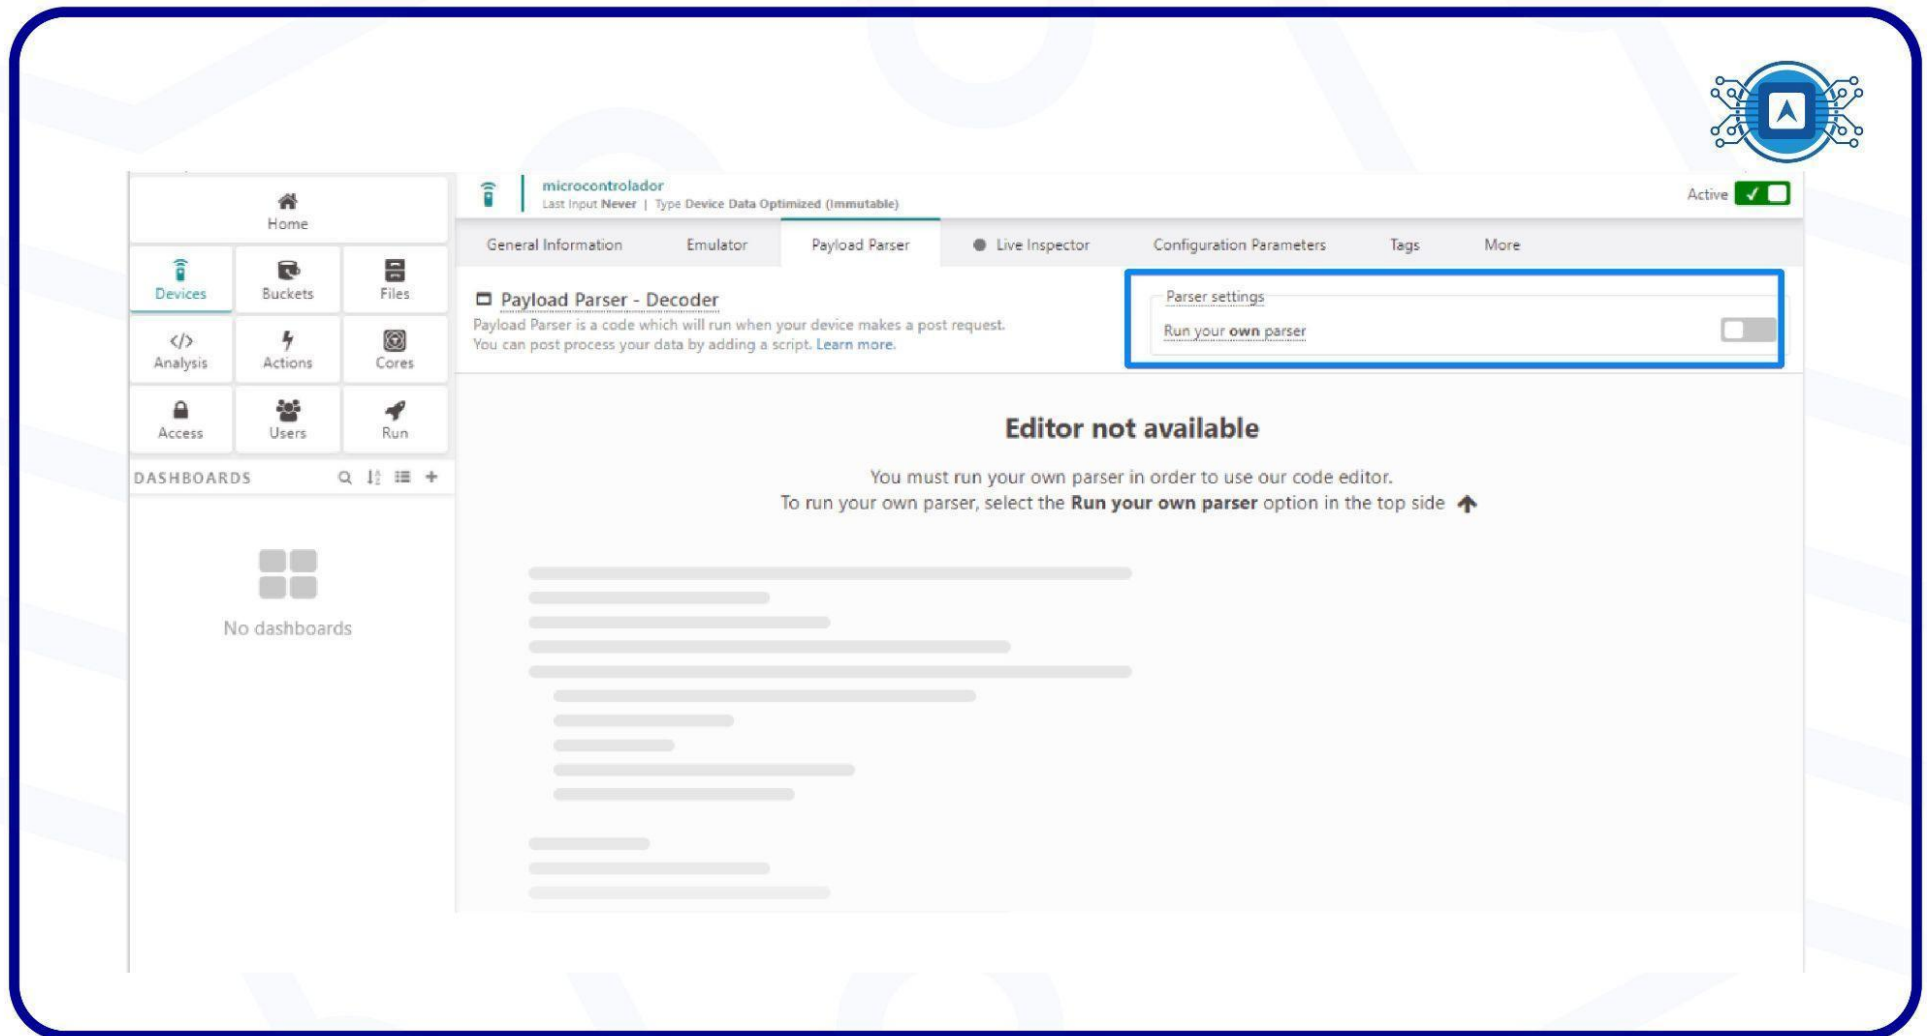 Home
Devices
Buckets
Files
Analysis
Actions
Cores
Access
Users
Run
DASHBOARDS
No dashboards
microcontrolador
Last Input Never | Type Device Data Optimized (Immutable)
Active
General Information
Emulator
Payload Parser
Live Inspector
Configuration Parameters
Tags
More
Payload Parser - Decoder
Payload Parser is a code which will run when your device makes a post request.
You can post process your data by adding a script. Learn more.
Parser settings
Run your own parser
Editor not available
You must run your own parser in order to use our code editor.
To run your own parser, select the Run your own parser option in the top side